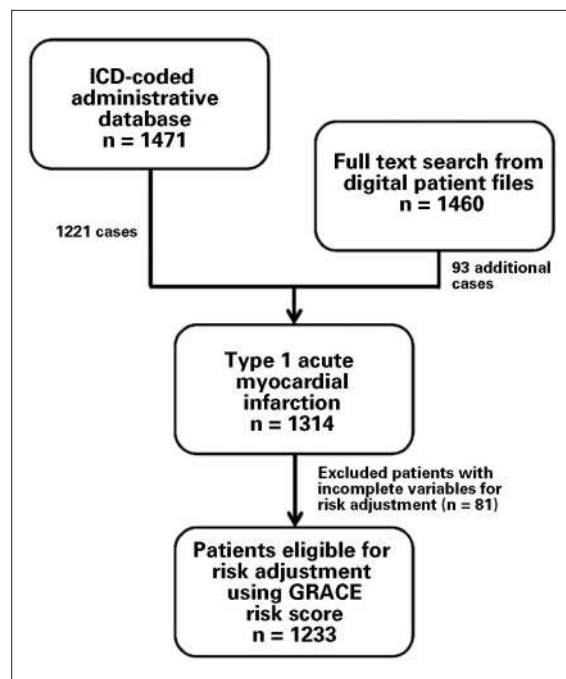 ICD-coded
administrative
database
n = 1471
Full text search from
digital patient files
n = 1460
1221 cases
93 additional
cases
Type 1 acute
myocardial
infarction
n = 1314
Excluded patients with
incomplete variables for
risk adjustment (n = 81)
Patients eligible for
risk adjustment
using GRACE
risk score
n = 1233